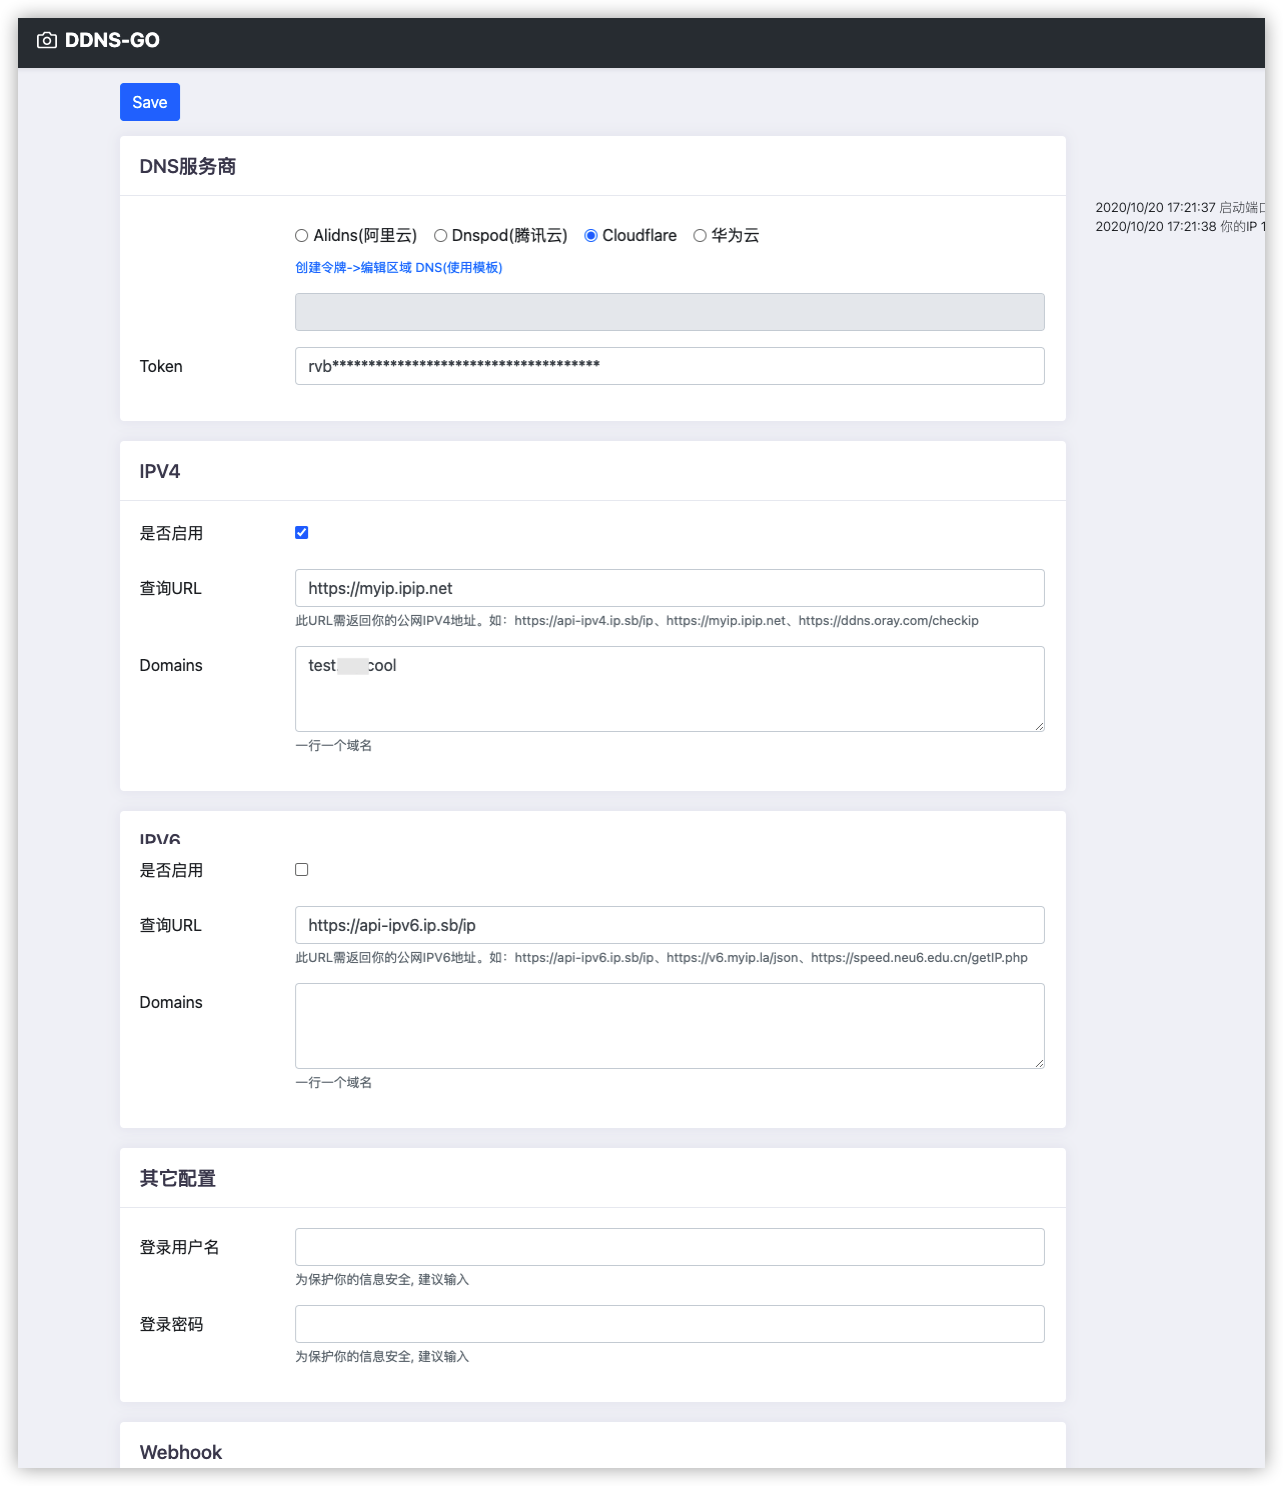 DDNS-GO
Save
DNS服务商
2020/10/20 17:21:37 启动端口
2020/10/20 17:21:38 你的IP 1
Alidns(阿里云) Dnspod(腾讯云) Cloudflare 华为云
创建令牌->编辑区域 DNS(使用模板)
Token rvb*************************************
IPV4
是否启用
查询URL https://myip.ipip.net
此URL需返回你的公网IPV4地址。如：https://api-ipv4.ip.sb/ip、https://myip.ipip.net、https://ddns.oray.com/checkip
Domains test cool
一行一个域名
IPV6
是否启用
查询URL https://api-ipv6.ip.sb/ip
此URL需返回你的公网IPV6地址。如：https://api-ipv6.ip.sb/ip、https://v6.myip.la/json、https://speed.neu6.edu.cn/getIP.php
Domains
一行一个域名
其它配置
登录用户名
为保护你的信息安全, 建议输入
登录密码
为保护你的信息安全, 建议输入
Webhook